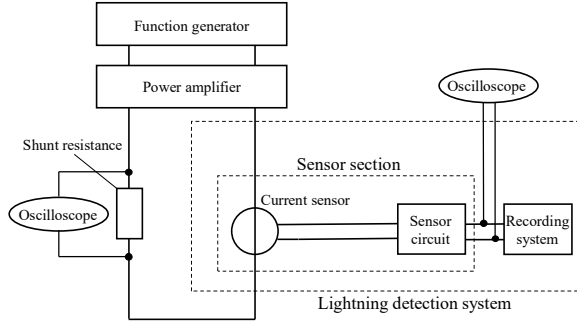 Function generator
Power amplifier
Oscilloscope
Shunt resistance
Sensor section
Current sensor
Oscilloscope
Sensor
circuit
Recording
system
Lightning detection system